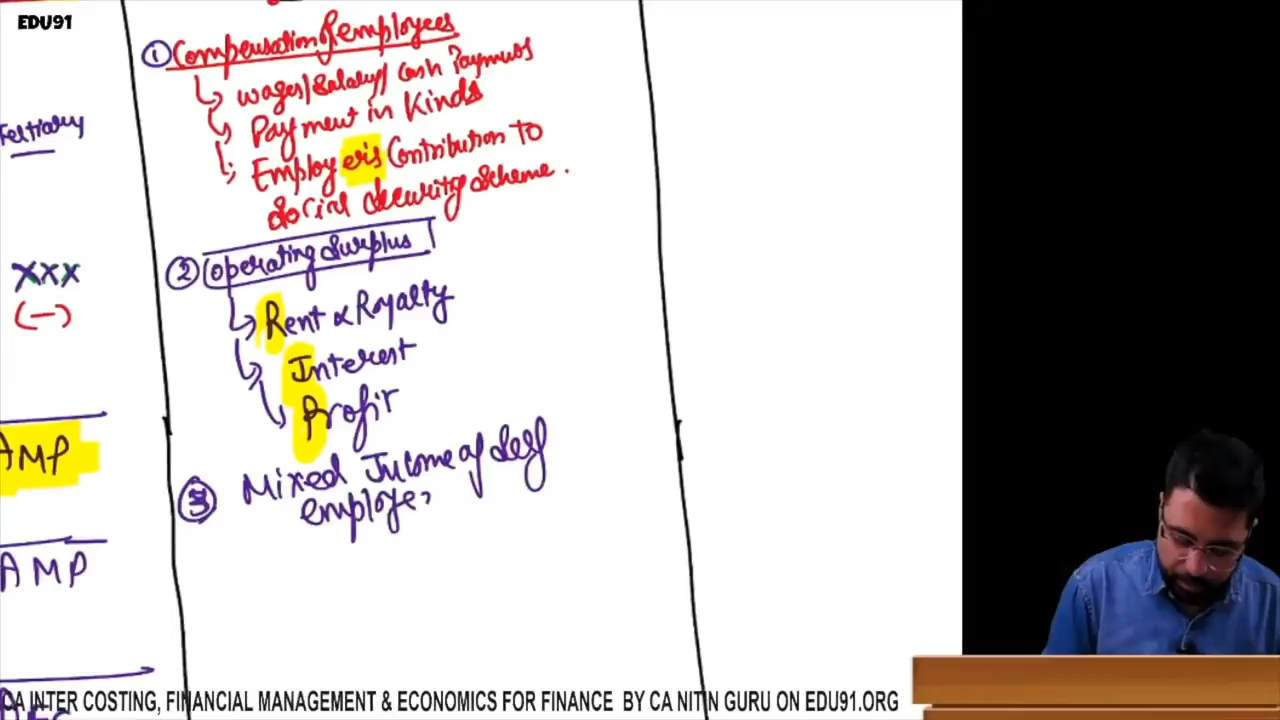 EDU91
① Compensation of employees
Wages/Salary/Cash Payments
Payment in Kinds
Employer's Contribution to
Social Security Scheme.
Tertiary
② Operating Surplus
XXX
(-)
Rent & Royalty
Interest
Profit
AMP
③ Mixed Income of Self
employe
AMP
CA INTER COSTING, FINANCIAL MANAGEMENT & ECONOMICS FOR FINANCE BY CA NITIN GURU ON EDU91.ORG